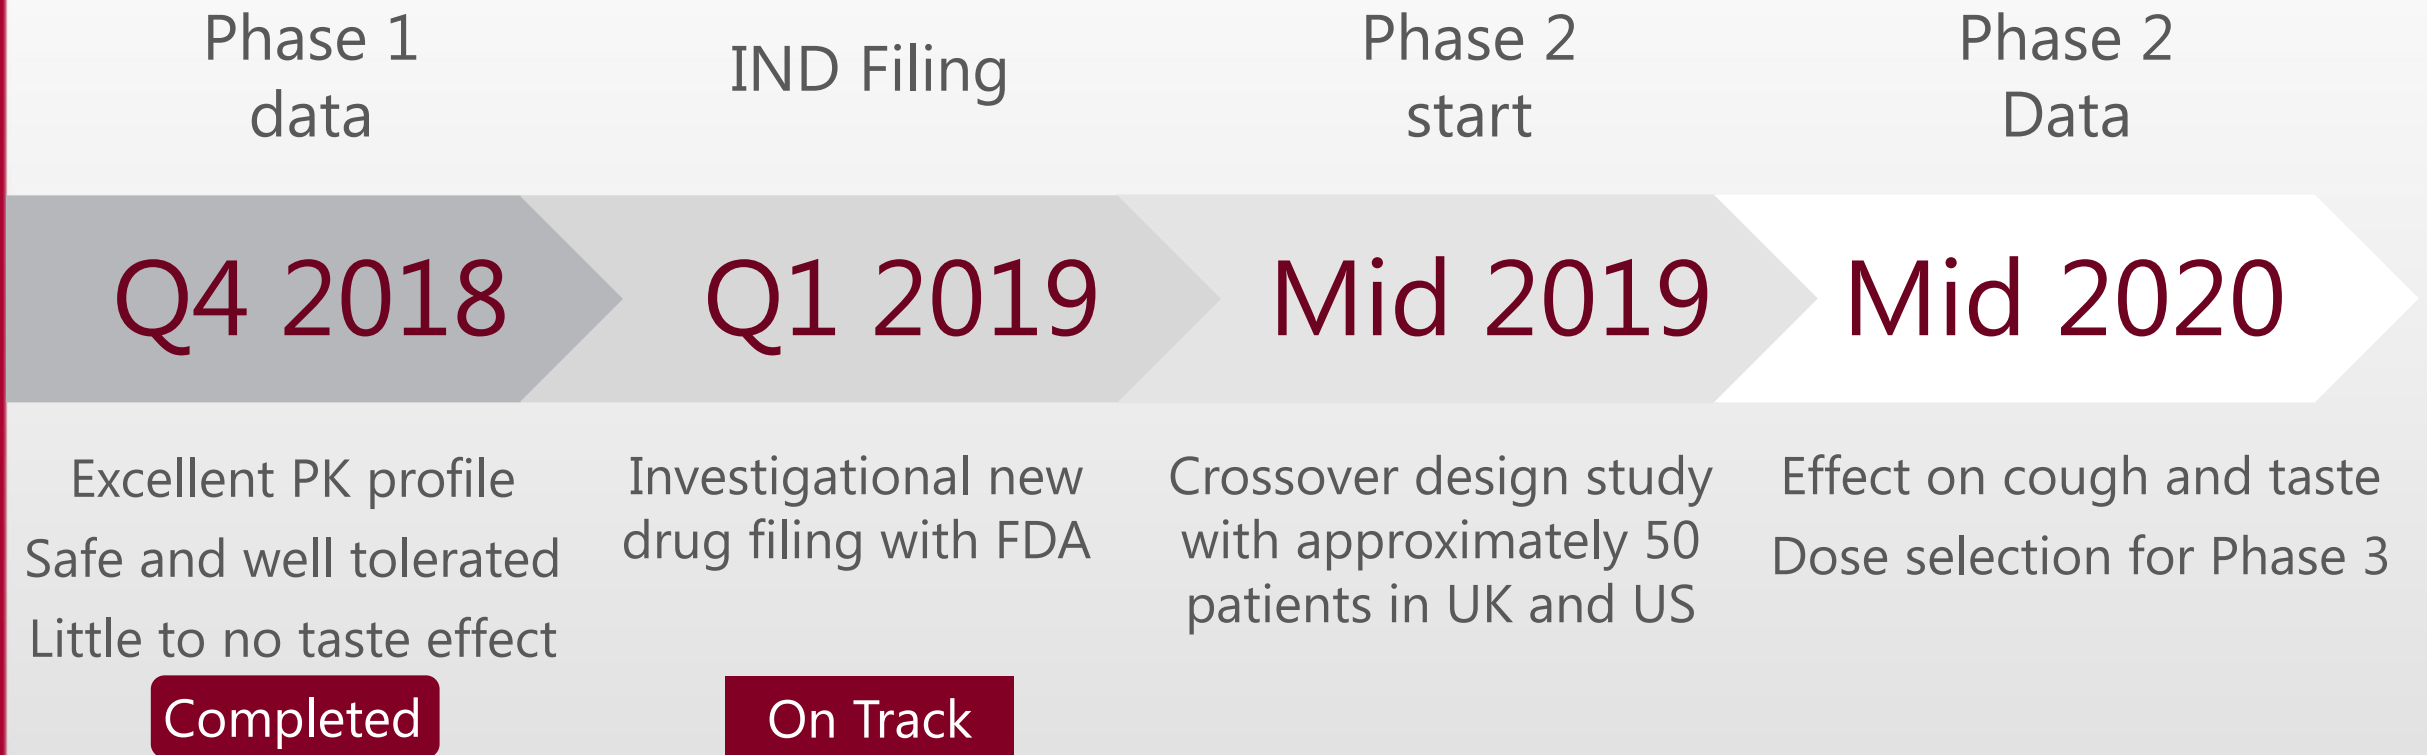 Phase 1
data
IND Filing
Phase 2
start
Phase 2
Data
Q4 2018
Q1 2019
Mid 2019
Mid 2020
Excellent PK profile
Safe and well tolerated
Little to no taste effect
Completed
Investigational new
drug filing with FDA
On Track
Crossover design study
with approximately 50
patients in UK and US
Effect on cough and taste
Dose selection for Phase 3